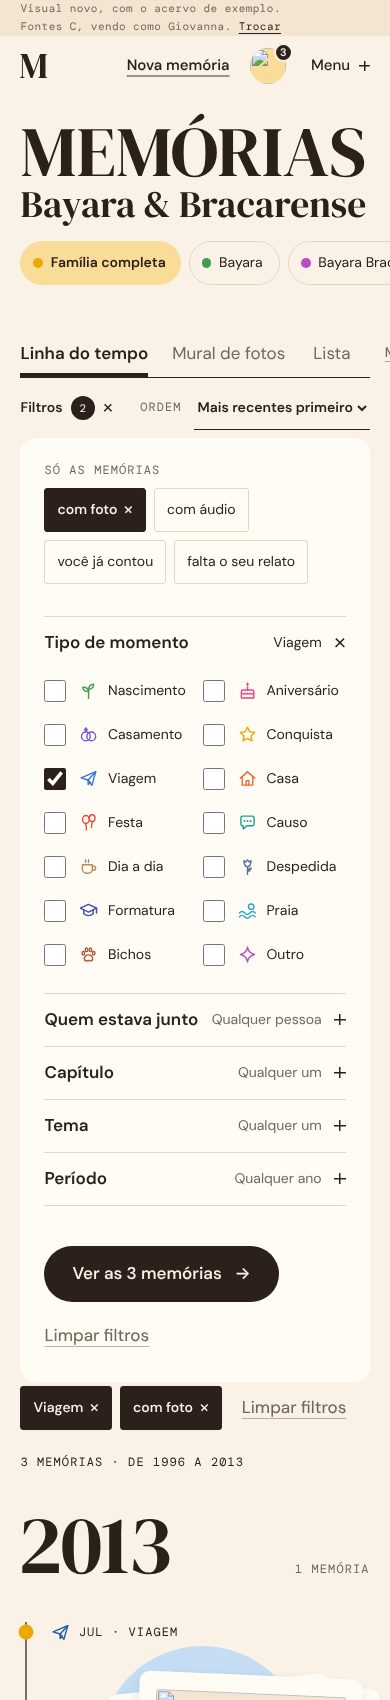 Visual novo, com o acervo de exemplo.
Fontes C, vendo como Giovanna. Trocar
M Nova memória 3 Menu +
MEMÓRIAS
Bayara & Bracarense
Família completa Bayara Bayara Brac
Linha do tempo Mural de fotos Lista M
Filtros 2 × ORDEM Mais recentes primeiro
SÓ AS MEMÓRIAS
com foto × com áudio
você já contou falta o seu relato
Tipo de momento Viagem ×
Nascimento Aniversário
Casamento Conquista
Viagem Casa
Festa Causo
Dia a dia Despedida
Formatura Praia
Bichos Outro
Quem estava junto Qualquer pessoa +
Capítulo Qualquer um +
Tema Qualquer um +
Período Qualquer ano +
Ver as 3 memórias →
Limpar filtros
Viagem × com foto × Limpar filtros
3 MEMÓRIAS · DE 1996 A 2013
2013 1 MEMÓRIA
JUL · VIAGEM